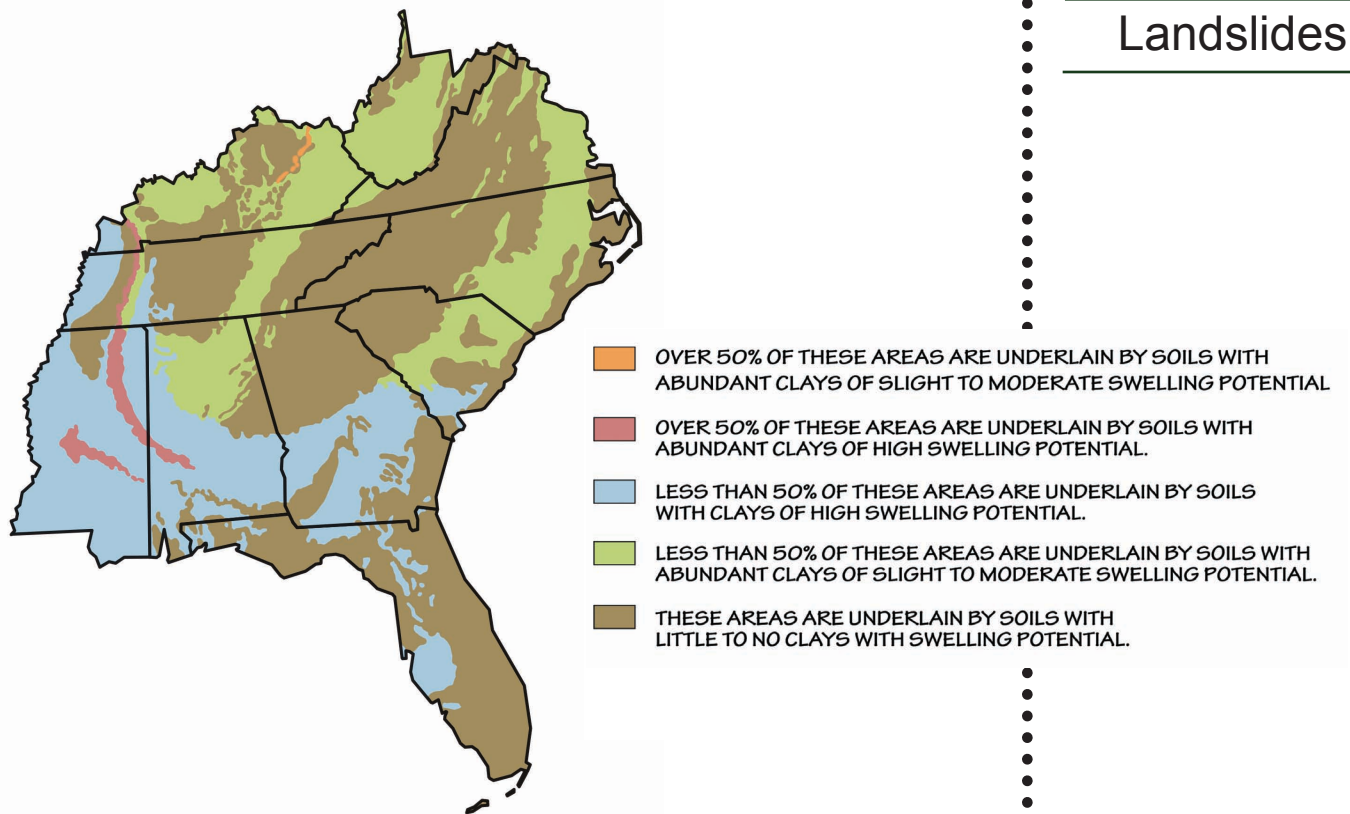 Landslides
OVER 50% OF THESE AREAS ARE UNDERLAIN BY SOILS WITH
ABUNDANT CLAYS OF SLIGHT TO MODERATE SWELLING POTENTIAL
OVER 50% OF THESE AREAS ARE UNDERLAIN BY SOILS WITH
ABUNDANT CLAYS OF HIGH SWELLING POTENTIAL.
LESS THAN 50% OF THESE AREAS ARE UNDERLAIN BY SOILS
WITH CLAYS OF HIGH SWELLING POTENTIAL.
LESS THAN 50% OF THESE AREAS ARE UNDERLAIN BY SOILS WITH
ABUNDANT CLAYS OF SLIGHT TO MODERATE SWELLING POTENTIAL.
THESE AREAS ARE UNDERLAIN BY SOILS WITH
LITTLE TO NO CLAYS WITH SWELLING POTENTIAL.